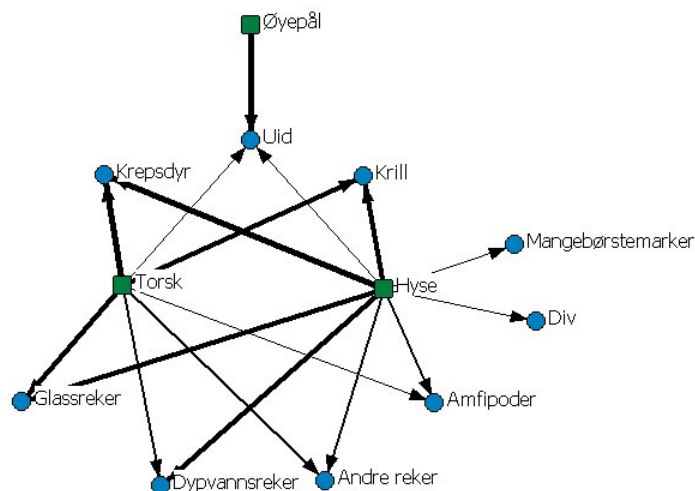 Øyepål
Uid
Krepsdyr
Krill
Mangebørstemarker
Torsk
Hyse
Div
Glassreker
Amfipoder
Dypvannsreker
Andre reker